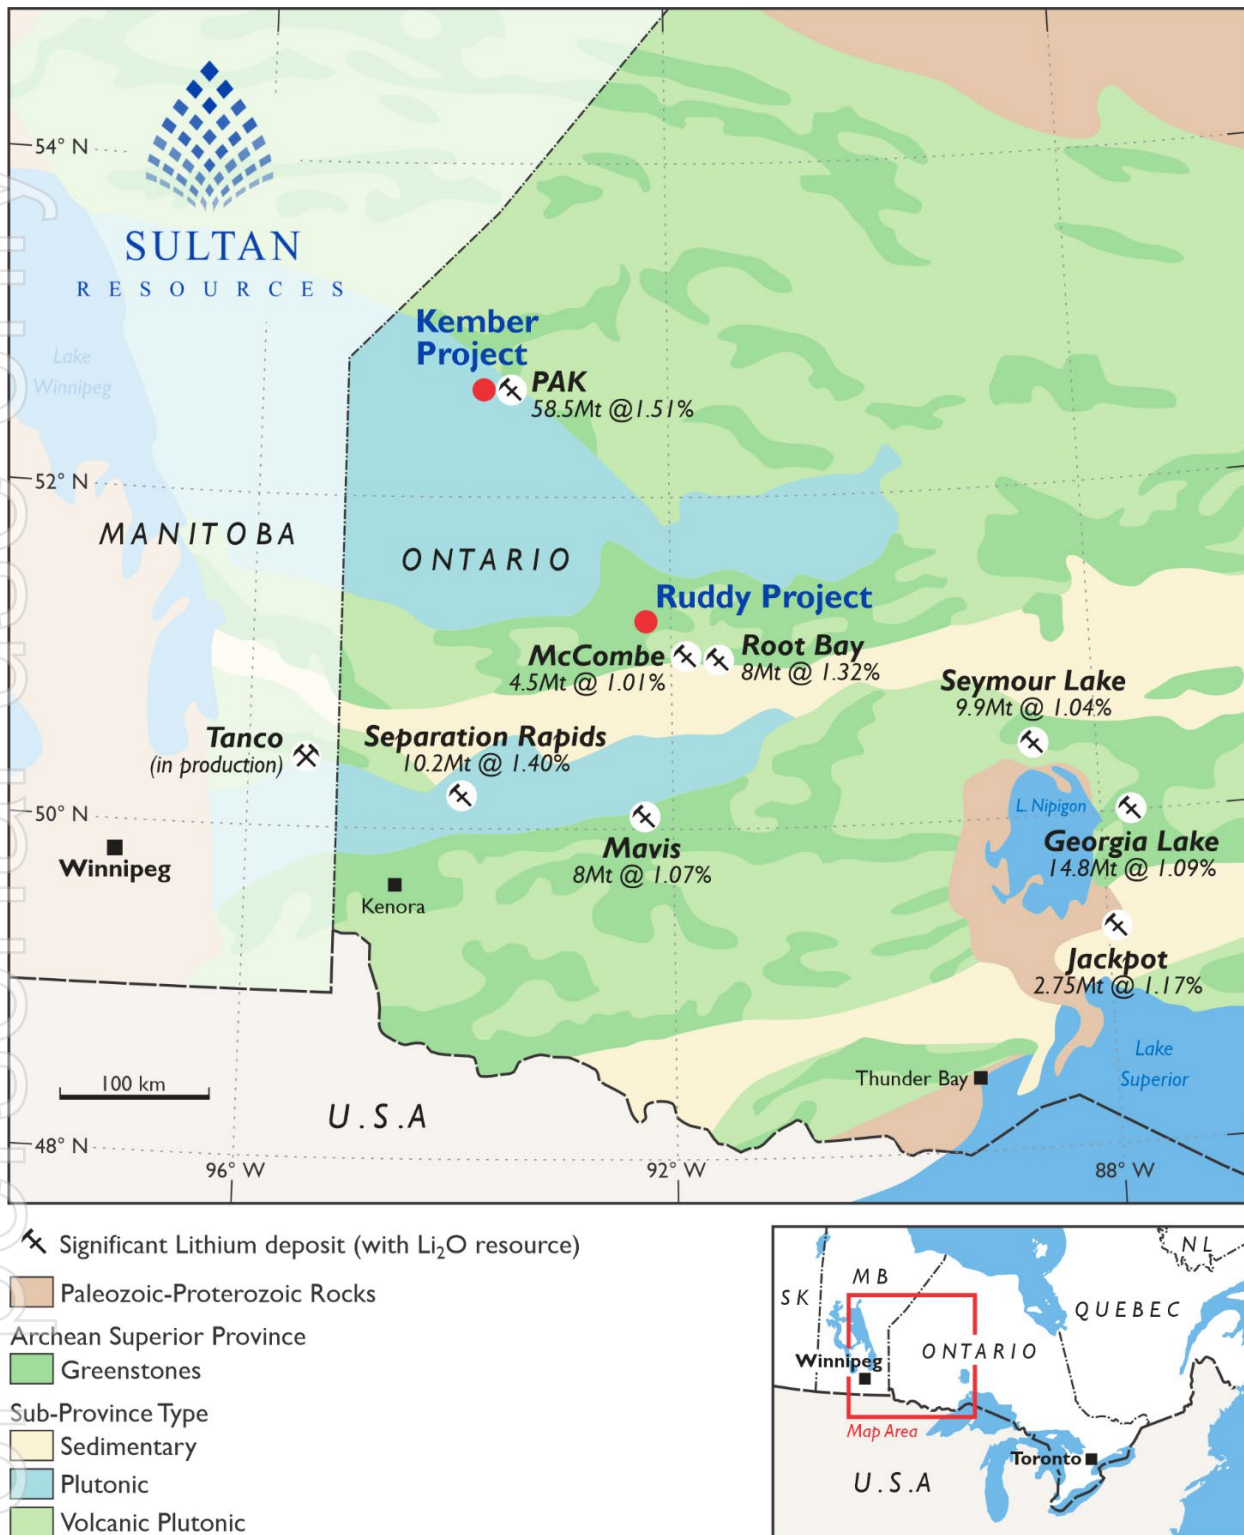 54° N
SULTAN
RESOURCES
Kember
Project
PAK
58.5Mt @1.51%
Lake
Winnipeg
52° N
MANITOBA
ONTARIO
Ruddy Project
McCombe
4.5Mt @ 1.01%
Root Bay
8Mt @ 1.32%
Seymour Lake
9.9Mt @ 1.04%
Tanco
(in production)
Separation Rapids
10.2Mt @ 1.40%
50° N
L. Nipigon
Winnipeg
Mavis
8Mt @ 1.07%
Georgia Lake
14.8Mt @ 1.09%
Kenora
Jackpot
2.75Mt @ 1.17%
100 km
U.S.A
Thunder Bay
Lake
Superior
48° N
96° W
92° W
88° W
Significant Lithium deposit (with Li₂O resource)
Paleozoic-Proterozoic Rocks
Archean Superior Province
Greenstones
Sub-Province Type
Sedimentary
Plutonic
Volcanic Plutonic
NL
MB
SK
QUEBEC
ONTARIO
Winnipeg
Map Area
Toronto
U.S.A